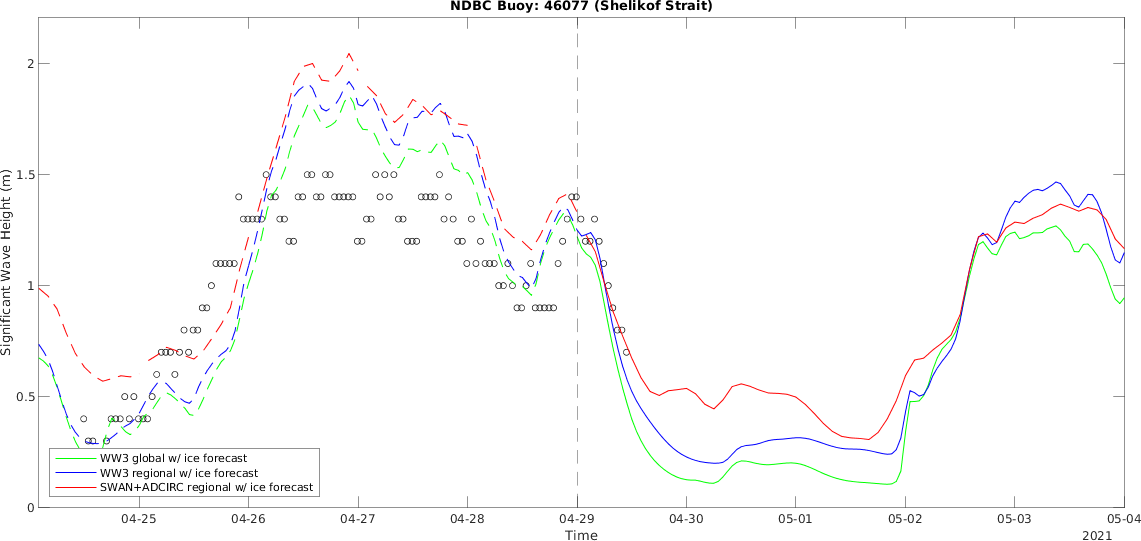 NDBC Buoy: 46077 (Shelikof Strait)
Significant Wave Height (m)
2
1.5
1
0.5
0
WW3 global w/ ice forecast
WW3 regional w/ ice forecast
SWAN+ADCIRC regional w/ ice forecast
04-25 04-26 04-27 04-28 04-29 04-30 05-01 05-02 05-03 05-04
Time
2021